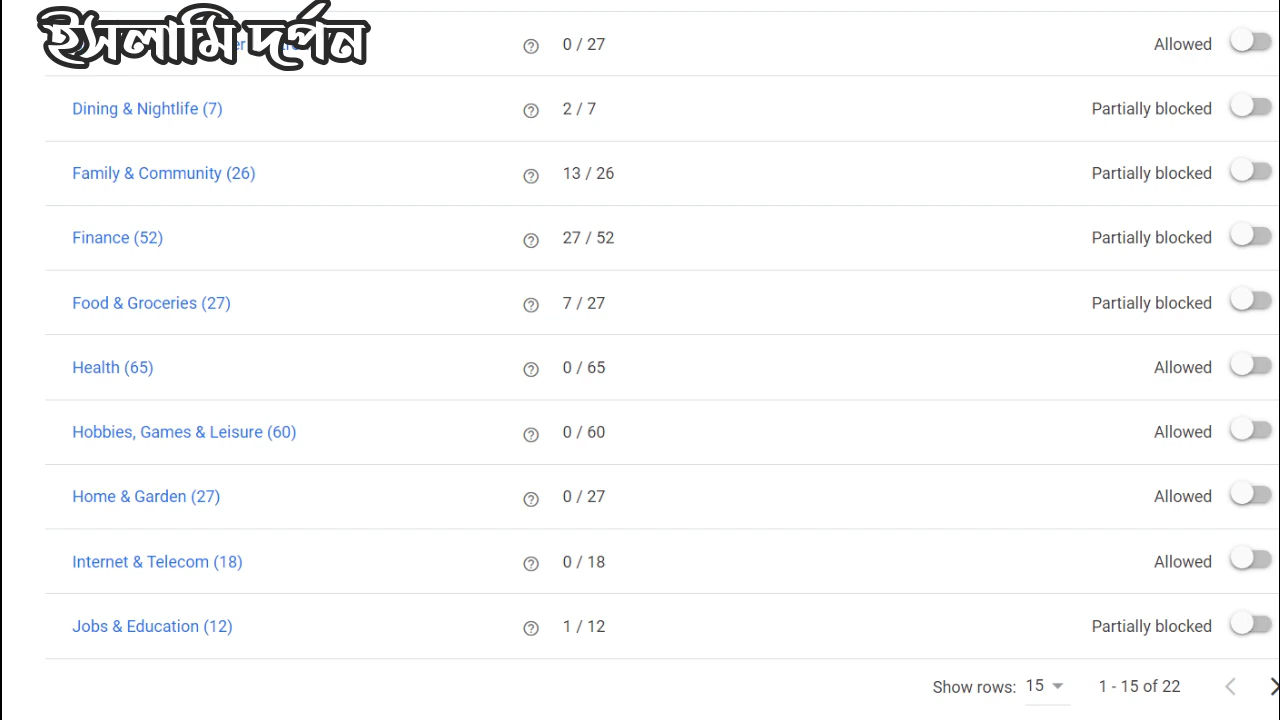 ইসলামি দর্পন
0 / 27 Allowed
Dining & Nightlife (7) 2 / 7 Partially blocked
Family & Community (26) 13 / 26 Partially blocked
Finance (52) 27 / 52 Partially blocked
Food & Groceries (27) 7 / 27 Partially blocked
Health (65) 0 / 65 Allowed
Hobbies, Games & Leisure (60) 0 / 60 Allowed
Home & Garden (27) 0 / 27 Allowed
Internet & Telecom (18) 0 / 18 Allowed
Jobs & Education (12) 1 / 12 Partially blocked
Show rows: 15 1 - 15 of 22